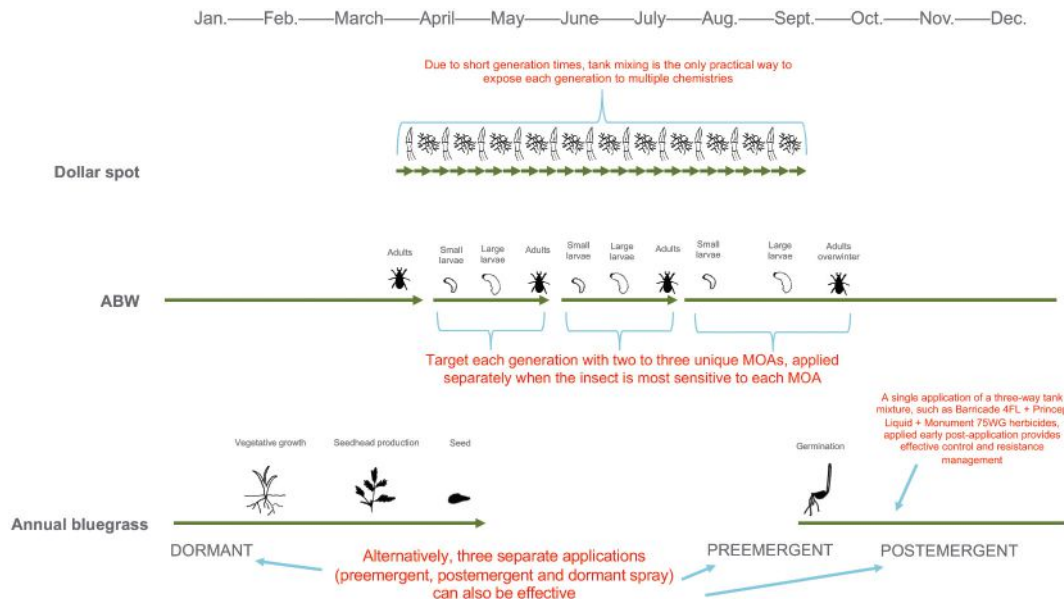 Jan.—Feb.—March—April—May—June—July—Aug.—Sept.—Oct.—Nov.—Dec.
Due to short generation times, tank mixing is the only practical way to
expose each generation to multiple chemistries
Dollar spot
Adults
Small
larvae
Large
larvae
Adults
Small
larvae
Large
larvae
Adults
Small
larvae
Large
larvae
Adults
overwinter
ABW
Target each generation with two to three unique MOAs, applied
separately when the insect is most sensitive to each MOA
A single application of a three-way tank
mixture, such as Barricade 4FL + Princep
Liquid + Monument 75WG herbicides,
applied early post-application provides
effective control and resistance
management
Vegetative growth
Seedhead production
Seed
Germination
Annual bluegrass
DORMANT
Alternatively, three separate applications
(preemergent, postemergent and dormant spray)
can also be effective
PREEMERGENT
POSTEMERGENT